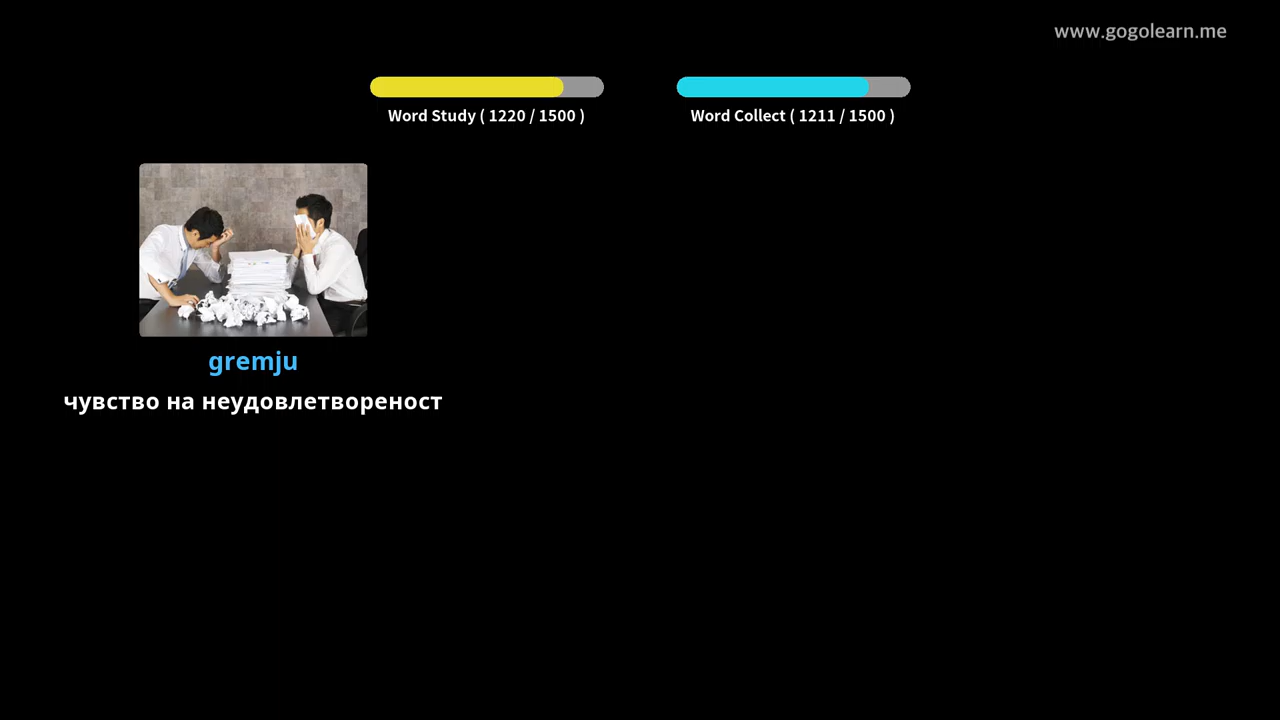 www.gogolearn.me
Word Study ( 1220 / 1500 )
Word Collect ( 1211 / 1500 )
gremju
чувство на неудовлетвореност